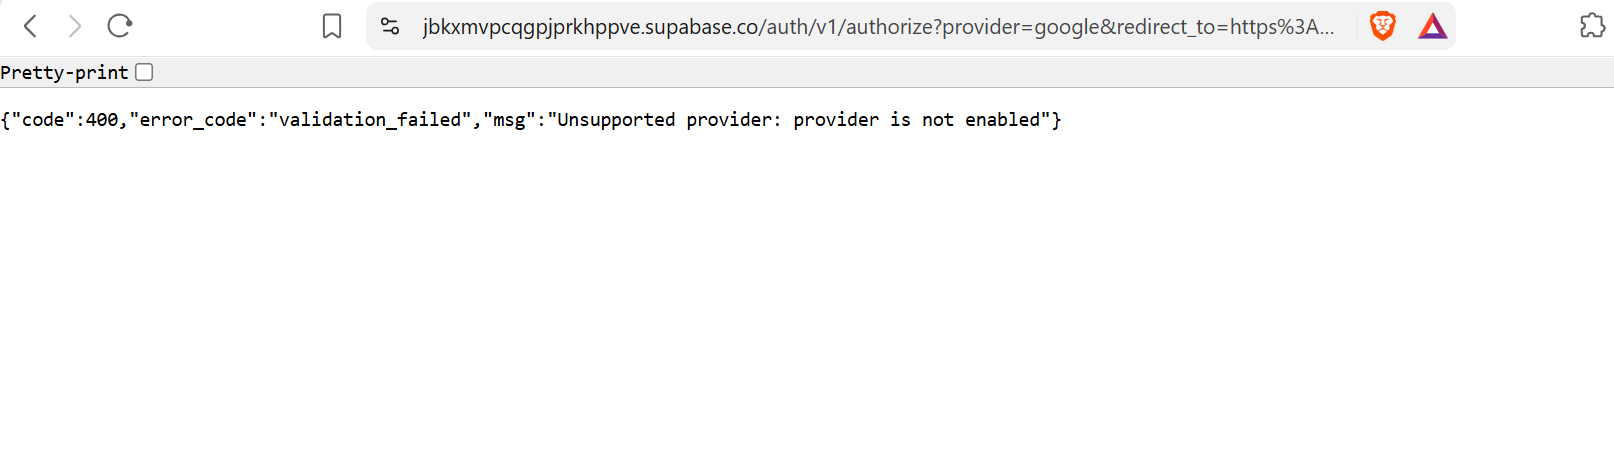 jbkxmvpcqgpjprkhppve.supabase.co/auth/v1/authorize?provider=google&redirect_to=https%3A...
Pretty-print
{"code":400,"error_code":"validation_failed","msg":"Unsupported provider: provider is not enabled"}